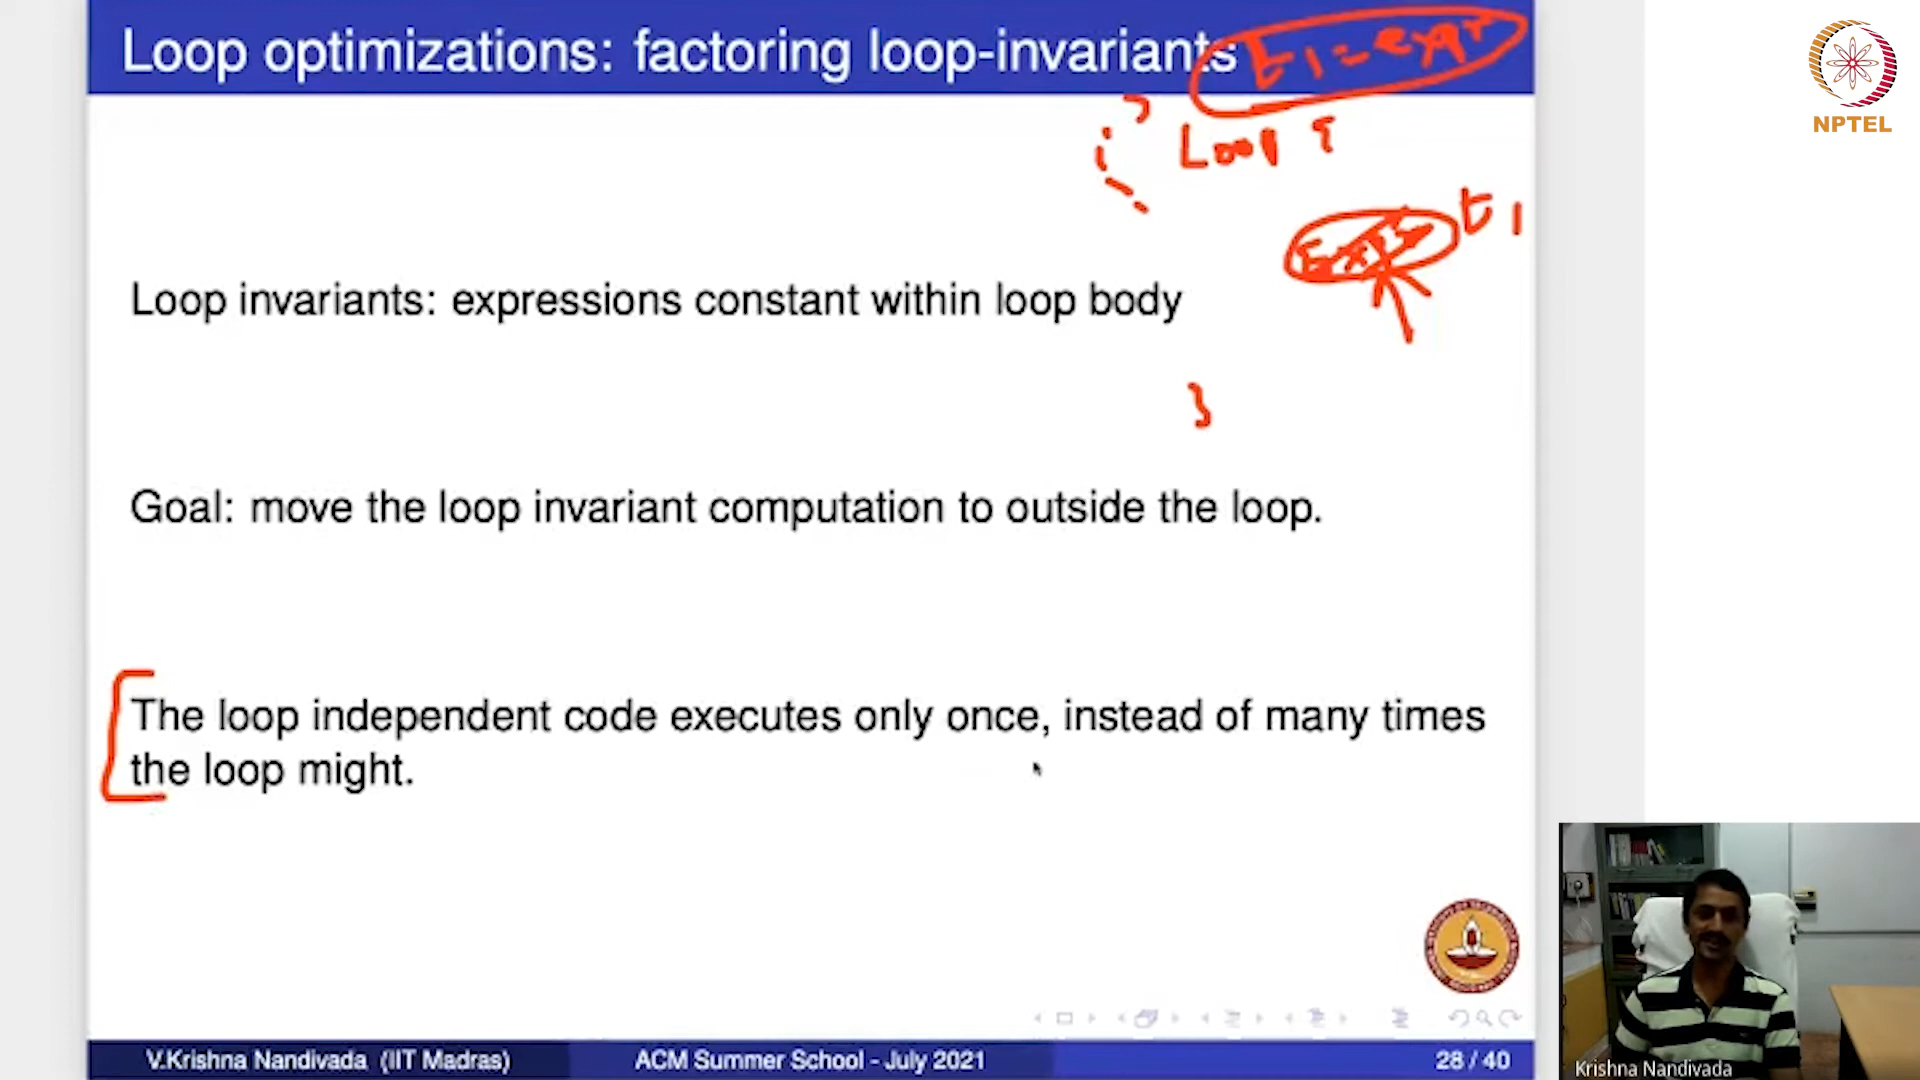 Loop optimizations: factoring loop-invariants
t1 = expr
NPTEL
Loop {
Expr t1
Loop invariants: expressions constant within loop body
}
Goal: move the loop invariant computation to outside the loop.
The loop independent code executes only once, instead of many times
the loop might.
V.Krishna Nandivada (IIT Madras) ACM Summer School - July 2021 28 / 40
Krishna Nandivada